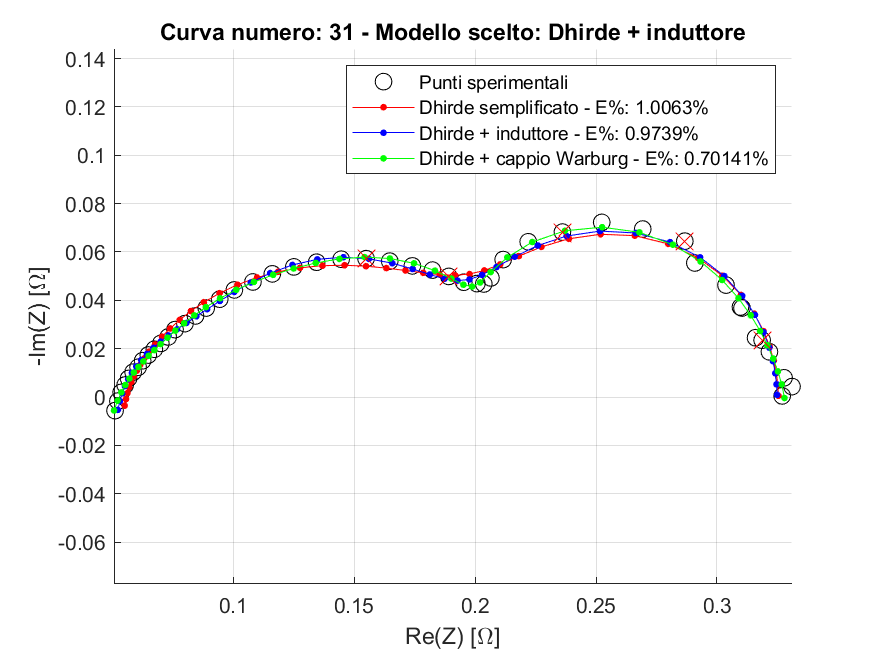 Curva numero: 31 - Modello scelto: Dhirde + induttore
Punti sperimentali
Dhirde semplificato - E%: 1.0063%
Dhirde + induttore - E%: 0.9739%
Dhirde + cappio Warburg - E%: 0.70141%
0.14
0.12
0.1
0.08
0.06
0.04
0.02
0
-0.02
-0.04
-0.06
-Im(Z) [Ω]
0.1
0.15
0.2
0.25
0.3
Re(Z) [Ω]